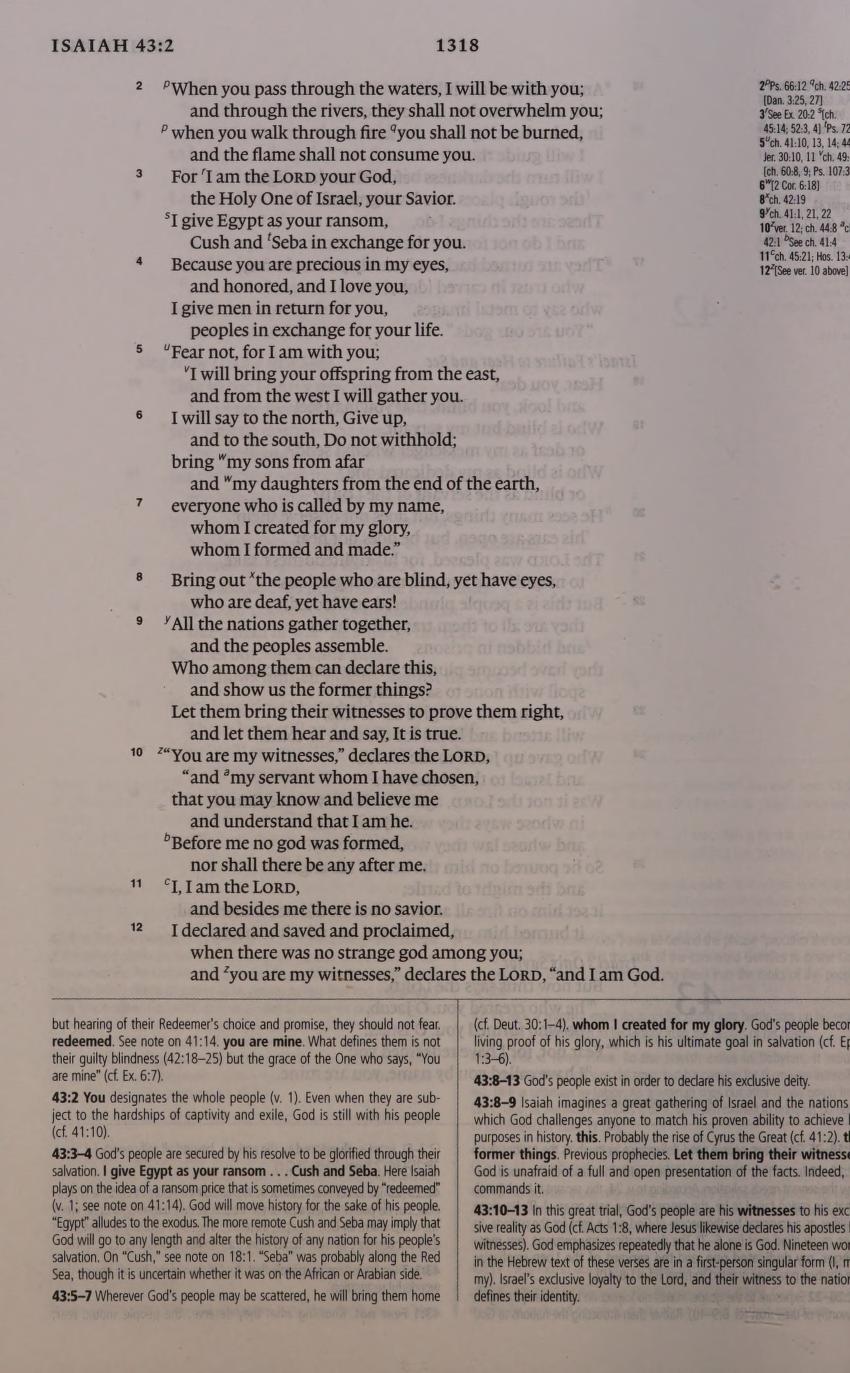 ISAIAH 43:2 1318
2 pWhen you pass through the waters, I will be with you;
and through the rivers, they shall not overwhelm you;
p when you walk through fire qyou shall not be burned,
and the flame shall not consume you.
3 For rI am the LORD your God,
the Holy One of Israel, your Savior.
sI give Egypt as your ransom,
Cush and tSeba in exchange for you.
4 Because you are precious in my eyes,
and honored, and I love you,
I give men in return for you,
peoples in exchange for your life.
5 uFear not, for I am with you;
vI will bring your offspring from the east,
and from the west I will gather you.
6 I will say to the north, Give up,
and to the south, Do not withhold;
bring wmy sons from afar
and wmy daughters from the end of the earth,
7 everyone who is called by my name,
whom I created for my glory,
whom I formed and made.”
8 Bring out xthe people who are blind, yet have eyes,
who are deaf, yet have ears!
9 yAll the nations gather together,
and the peoples assemble.
Who among them can declare this,
and show us the former things?
Let them bring their witnesses to prove them right,
and let them hear and say, It is true.
10 z“You are my witnesses,” declares the LORD,
“and amy servant whom I have chosen,
that you may know and believe me
and understand that I am he.
bBefore me no god was formed,
nor shall there be any after me.
11 cI, I am the LORD,
and besides me there is no savior.
12 I declared and saved and proclaimed,
when there was no strange god among you;
and zyou are my witnesses,” declares the LORD, “and I am God.
2pPs. 66:12 qch. 42:25
[Dan. 3:25, 27]
3rSee Ex. 20:2 s[ch.
45:14; 52:3, 4] tPs. 72
5uch. 41:10, 13, 14; 44
Jer. 30:10, 11 vch. 49:
[ch. 60:8, 9; Ps. 107:3
6w[2 Cor. 6:18]
8xch. 42:19
9ych. 41:1, 21, 22
10zver. 12; ch. 44:8 ac
42:1 bSee ch. 41:4
11cch. 45:21; Hos. 13:4
12z[See ver. 10 above]
but hearing of their Redeemer's choice and promise, they should not fear.
redeemed. See note on 41:14. you are mine. What defines them is not
their guilty blindness (42:18–25) but the grace of the One who says, “You
are mine” (cf. Ex. 6:7).
43:2 You designates the whole people (v. 1). Even when they are sub-
ject to the hardships of captivity and exile, God is still with his people
(cf. 41:10).
43:3–4 God's people are secured by his resolve to be glorified through their
salvation. I give Egypt as your ransom . . . Cush and Seba. Here Isaiah
plays on the idea of a ransom price that is sometimes conveyed by “redeemed”
(v. 1; see note on 41:14). God will move history for the sake of his people.
“Egypt” alludes to the exodus. The more remote Cush and Seba may imply that
God will go to any length and alter the history of any nation for his people's
salvation. On “Cush,” see note on 18:1. “Seba” was probably along the Red
Sea, though it is uncertain whether it was on the African or Arabian side.
43:5–7 Wherever God's people may be scattered, he will bring them home
(cf. Deut. 30:1–4). whom I created for my glory. God's people becor
living proof of his glory, which is his ultimate goal in salvation (cf. Ep
1:3–6).
43:8–13 God's people exist in order to declare his exclusive deity.
43:8–9 Isaiah imagines a great gathering of Israel and the nations
which God challenges anyone to match his proven ability to achieve
purposes in history. this. Probably the rise of Cyrus the Great (cf. 41:2). t
former things. Previous prophecies. Let them bring their witnesse
God is unafraid of a full and open presentation of the facts. Indeed,
commands it.
43:10–13 In this great trial, God's people are his witnesses to his exc
sive reality as God (cf. Acts 1:8, where Jesus likewise declares his apostles
witnesses). God emphasizes repeatedly that he alone is God. Nineteen wor
in the Hebrew text of these verses are in a first-person singular form (I, m
my). Israel's exclusive loyalty to the Lord, and their witness to the nation
defines their identity.